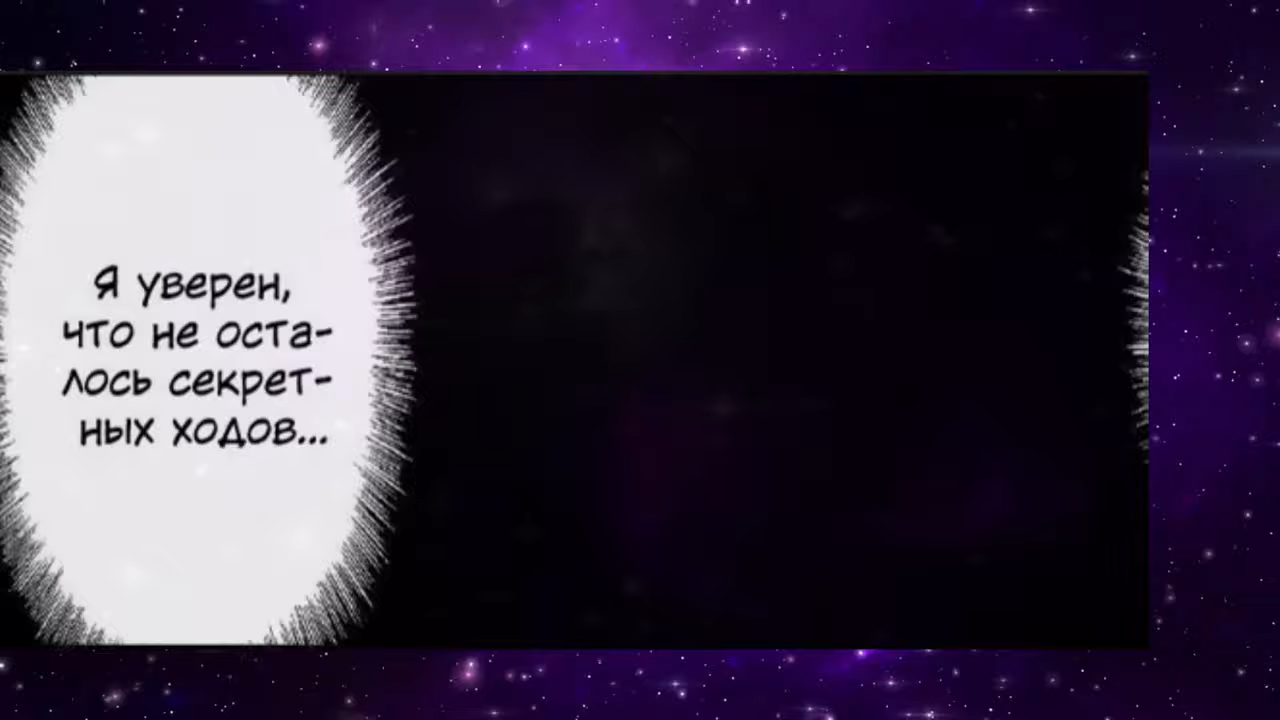 Я уверен,
что не оста-
лось секрет-
ных ходов...